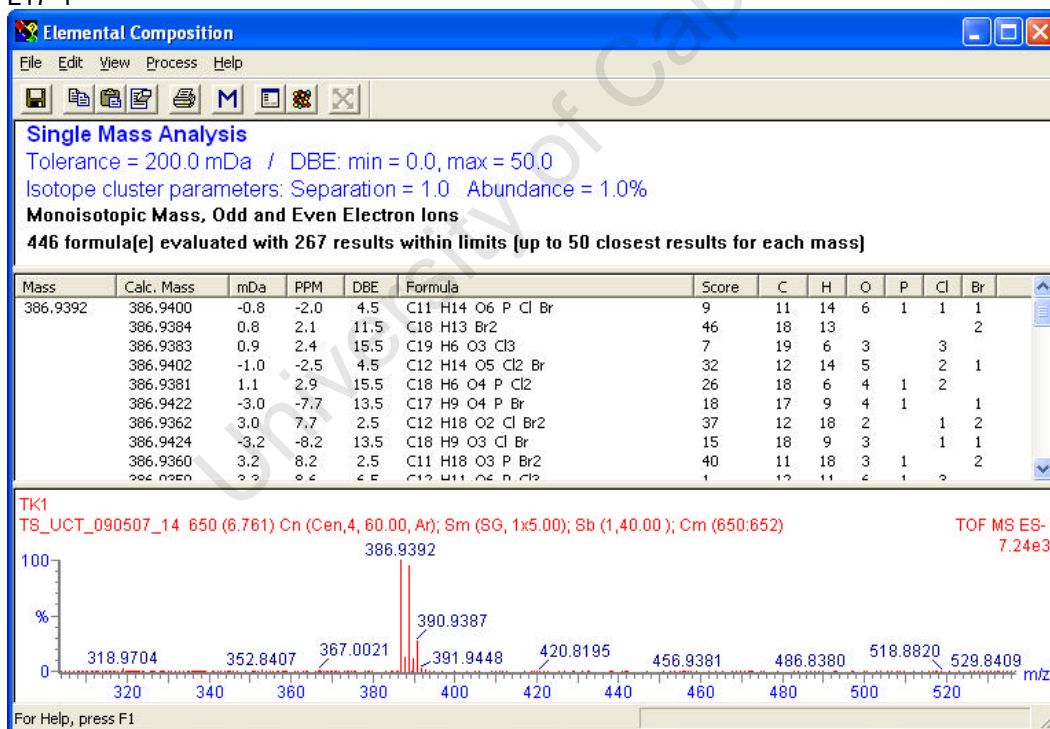 Elemental Composition
File Edit View Process Help
M
Single Mass Analysis
Tolerance = 200.0 mDa / DBE: min = 0.0, max = 50.0
Isotope cluster parameters: Separation = 1.0 Abundance = 1.0%
Monoisotopic Mass, Odd and Even Electron Ions
446 formula(e) evaluated with 267 results within limits (up to 50 closest results for each mass)
Mass Calc. Mass mDa PPM DBE Formula Score C H O P Cl Br
386.9392 386.9400 -0.8 -2.0 4.5 C11 H14 O6 P Cl Br 9 11 14 6 1 1 1
386.9384 0.8 2.1 11.5 C18 H13 Br2 46 18 13 2
386.9383 0.9 2.4 15.5 C19 H6 O3 Cl3 7 19 6 3 3
386.9402 -1.0 -2.5 4.5 C12 H14 O5 Cl2 Br 32 12 14 5 2 1
386.9381 1.1 2.9 15.5 C18 H6 O4 P Cl2 26 18 6 4 1 2
386.9422 -3.0 -7.7 13.5 C17 H9 O4 P Br 18 17 9 4 1 1
386.9362 3.0 7.7 2.5 C12 H18 O2 Cl Br2 37 12 18 2 1 2
386.9424 -3.2 -8.2 13.5 C18 H9 O3 Cl Br 15 18 9 3 1 1
386.9360 3.2 8.2 2.5 C11 H18 O3 P Br2 40 11 18 3 1 2
TK1
TS_UCT_090507_14 650 (6.761) Cn (Cen,4, 60.00, Ar); Sm (SG, 1x5.00); Sb (1,40.00 ); Cm (650:652) TOF MS ES-
7.24e3
386.9392
100
%
390.9387
318.9704 352.8407 367.0021 391.9448 420.8195 456.9381 486.8380 518.8820 529.8409
0
m/z
320 340 360 380 400 420 440 460 480 500 520
For Help, press F1
University of Cap